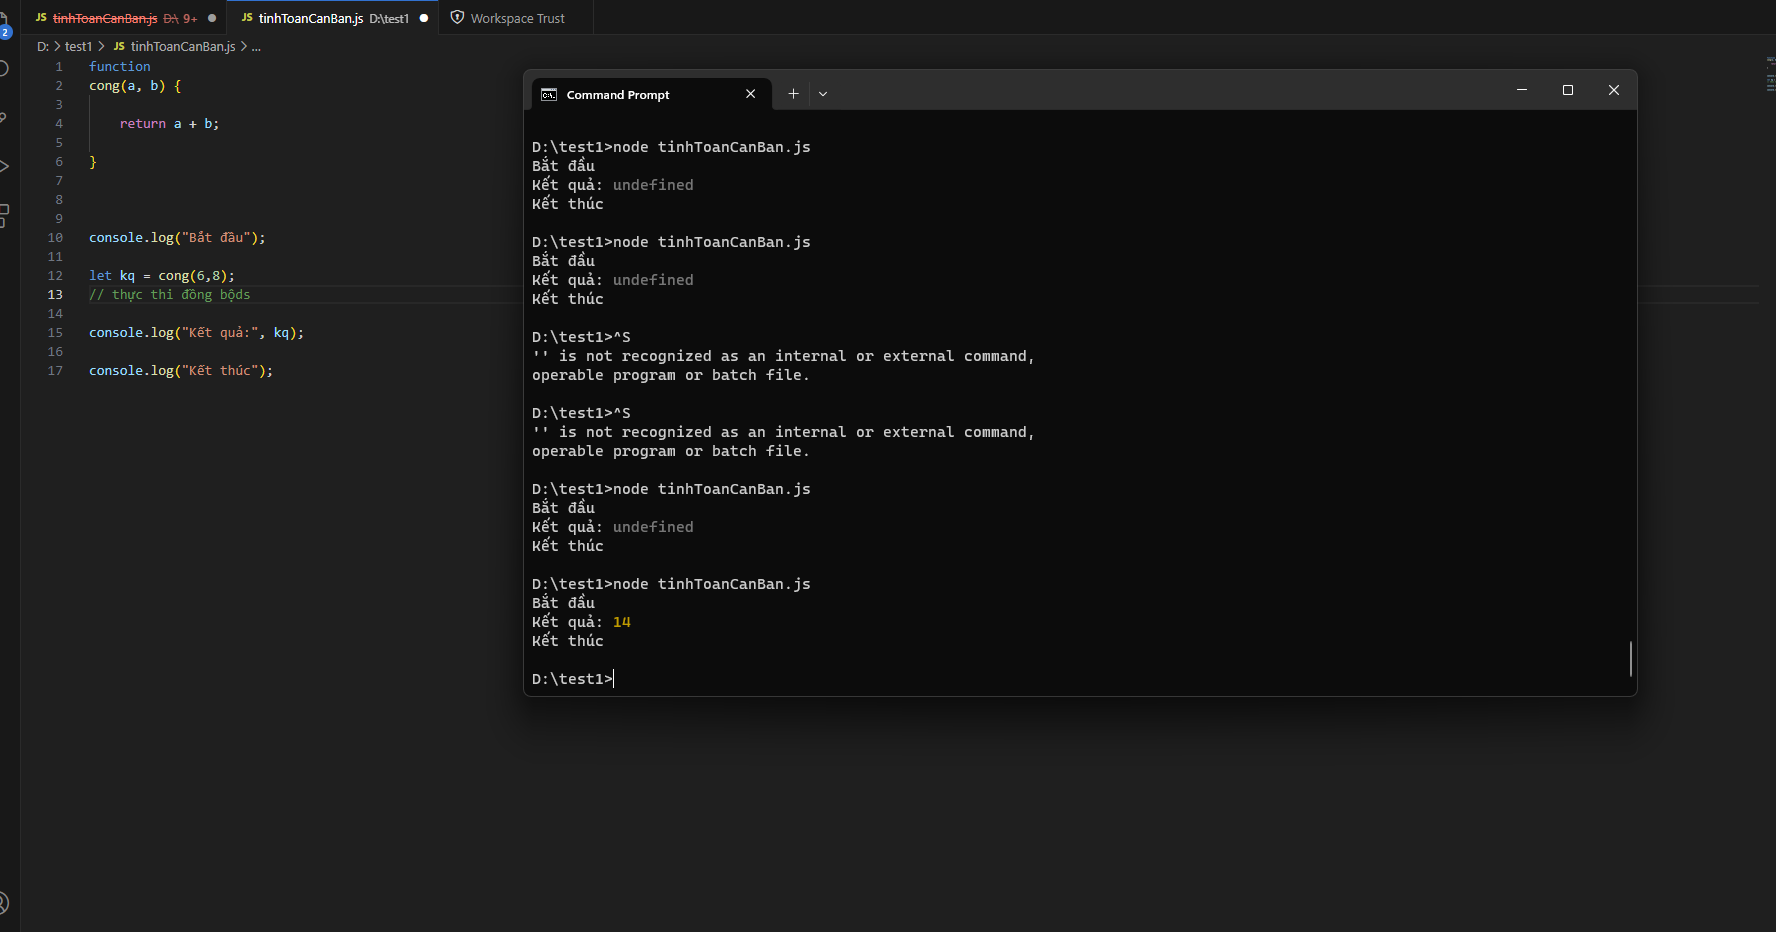 JS tinhToanCanBan.js D:\ 9+
JS tinhToanCanBan.js D:\test1
Workspace Trust
2
D: > test1 > JS tinhToanCanBan.js > ...
1 function
2 cong(a, b) {
3
4 return a + b;
5
6 }
7
8
9
10 console.log("Bắt đầu");
11
12 let kq = cong(6,8);
13 // thực thi đồng bộds
14
15 console.log("Kết quả:", kq);
16
17 console.log("Kết thúc");
Command Prompt
D:\test1>node tinhToanCanBan.js
Bắt đầu
Kết quả: undefined
Kết thúc
D:\test1>node tinhToanCanBan.js
Bắt đầu
Kết quả: undefined
Kết thúc
D:\test1>^S
'' is not recognized as an internal or external command,
operable program or batch file.
D:\test1>^S
'' is not recognized as an internal or external command,
operable program or batch file.
D:\test1>node tinhToanCanBan.js
Bắt đầu
Kết quả: undefined
Kết thúc
D:\test1>node tinhToanCanBan.js
Bắt đầu
Kết quả: 14
Kết thúc
D:\test1>